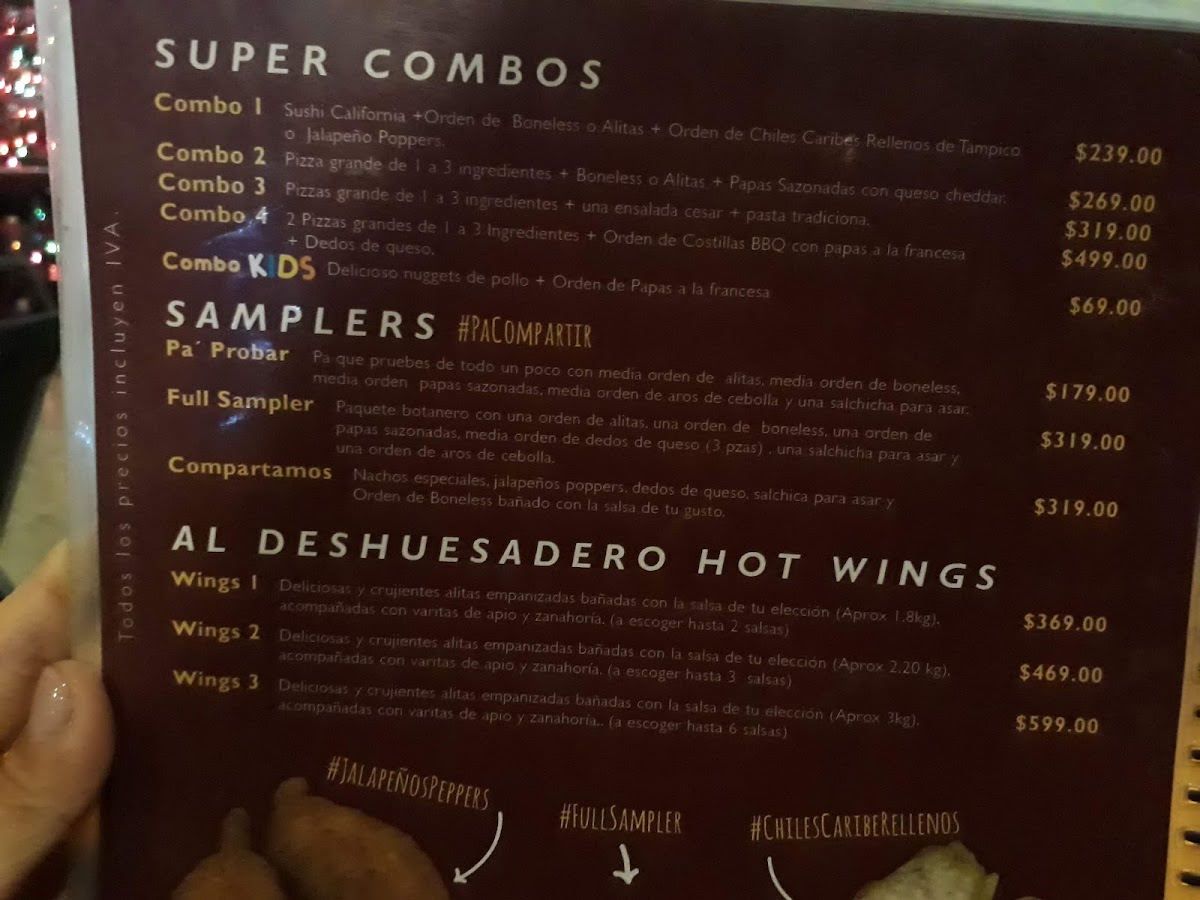 SUPER COMBOS
Combo 1 Sushi California +Orden de Boneless o Alitas + Orden de Chiles Caribes Rellenos de Tampico
o Jalapeño Poppers. $239.00
Combo 2 Pizza grande de 1 a 3 ingredientes + Boneless o Alitas + Papas Sazonadas con queso cheddar. $269.00
Combo 3 Pizzas grande de 1 a 3 ingredientes + una ensalada cesar + pasta tradiciona. $319.00
Combo 4 2 Pizzas grandes de 1 a 3 Ingredientes + Orden de Costillas BBQ con papas a la francesa
+ Dedos de queso. $499.00
Combo KIDS Delicioso nuggets de pollo + Orden de Papas a la francesa $69.00
SAMPLERS #PACOMPARTIR
Pa´ Probar Pa que pruebes de todo un poco con media orden de alitas, media orden de boneless,
media orden papas sazonadas, media orden de aros de cebolla y una salchicha para asar. $179.00
Full Sampler Paquete botanero con una orden de alitas, una orden de boneless, una orden de
papas sazonadas, media orden de dedos de queso (3 pzas) , una salchicha para asar y
una orden de aros de cebolla. $319.00
Compartamos Nachos especiales, jalapeños poppers, dedos de queso, salchica para asar y
Orden de Boneless bañado con la salsa de tu gusto. $319.00
AL DESHUESADERO HOT WINGS
Wings 1 Deliciosas y crujientes alitas empanizadas bañadas con la salsa de tu elección (Aprox 1.8kg).
acompañadas con varitas de apio y zanahoría. (a escoger hasta 2 salsas) $369.00
Wings 2 Deliciosas y crujientes alitas empanizadas bañadas con la salsa de tu elección (Aprox 2.20 kg).
acompañadas con varitas de apio y zanahoría. (a escoger hasta 3 salsas) $469.00
Wings 3 Deliciosas y crujientes alitas empanizadas bañadas con la salsa de tu elección (Aprox 3kg).
acompañadas con varitas de apio y zanahoría.. (a escoger hasta 6 salsas) $599.00
#JALAPEÑOSPEPPERS
#FULLSAMPLER
#CHILESCARIBERELLENOS
Todos los precios incluyen IVA.